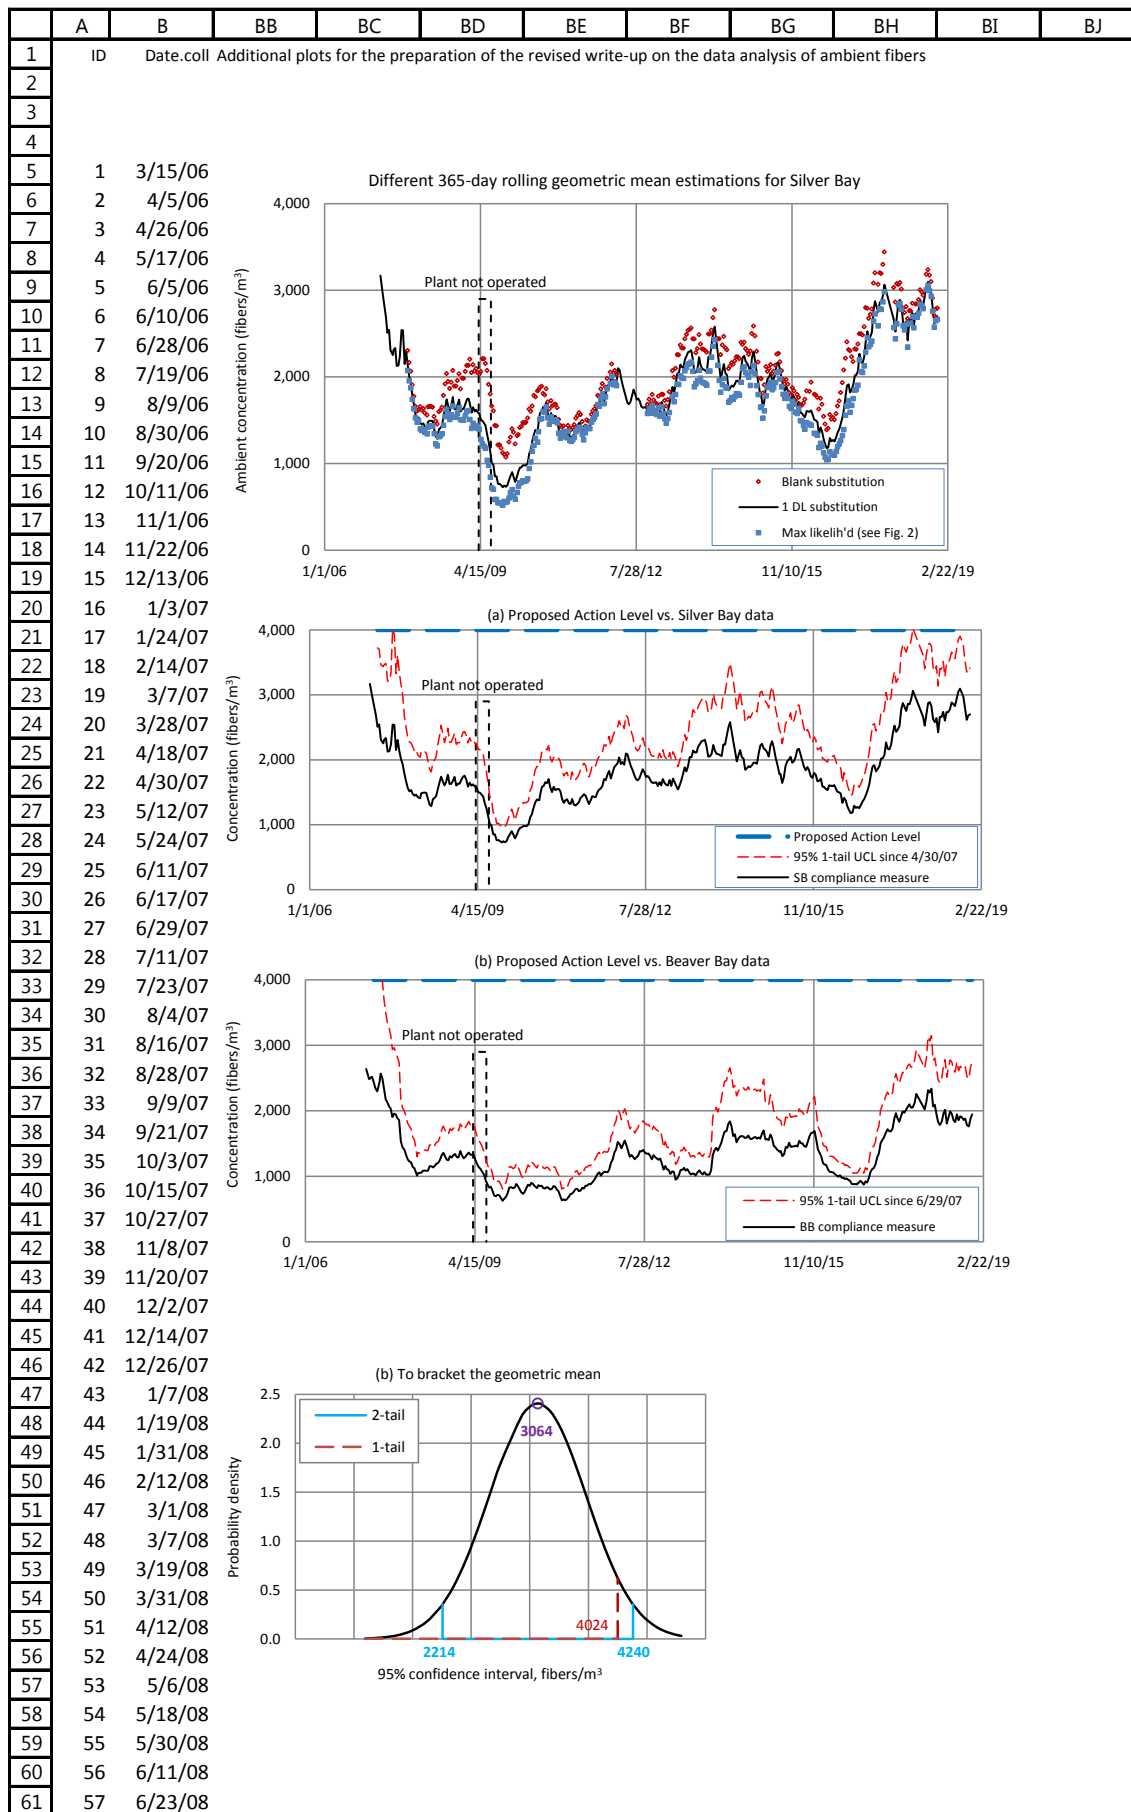 A B BB BC BD BE BF BG BH BI BJ
1 ID Date.coll Additional plots for the preparation of the revised write-up on the data analysis of ambient fibers
2
3
4
5 1 3/15/06
6 2 4/5/06
7 3 4/26/06
8 4 5/17/06
9 5 6/5/06
10 6 6/10/06
11 7 6/28/06
12 8 7/19/06
13 9 8/9/06
14 10 8/30/06
15 11 9/20/06
16 12 10/11/06
17 13 11/1/06
18 14 11/22/06
19 15 12/13/06
20 16 1/3/07
21 17 1/24/07
22 18 2/14/07
23 19 3/7/07
24 20 3/28/07
25 21 4/18/07
26 22 4/30/07
27 23 5/12/07
28 24 5/24/07
29 25 6/11/07
30 26 6/17/07
31 27 6/29/07
32 28 7/11/07
33 29 7/23/07
34 30 8/4/07
35 31 8/16/07
36 32 8/28/07
37 33 9/9/07
38 34 9/21/07
39 35 10/3/07
40 36 10/15/07
41 37 10/27/07
42 38 11/8/07
43 39 11/20/07
44 40 12/2/07
45 41 12/14/07
46 42 12/26/07
47 43 1/7/08
48 44 1/19/08
49 45 1/31/08
50 46 2/12/08
51 47 3/1/08
52 48 3/7/08
53 49 3/19/08
54 50 3/31/08
55 51 4/12/08
56 52 4/24/08
57 53 5/6/08
58 54 5/18/08
59 55 5/30/08
60 56 6/11/08
61 57 6/23/08
Different 365-day rolling geometric mean estimations for Silver Bay
Ambient concentration (fibers/m³)
4,000
3,000
2,000
1,000
0
Plant not operated
Blank substitution
1 DL substitution
Max likelih'd (see Fig. 2)
1/1/06 4/15/09 7/28/12 11/10/15 2/22/19
(a) Proposed Action Level vs. Silver Bay data
Concentration (fibers/m³)
4,000
3,000
2,000
1,000
0
Plant not operated
Proposed Action Level
95% 1-tail UCL since 4/30/07
SB compliance measure
1/1/06 4/15/09 7/28/12 11/10/15 2/22/19
(b) Proposed Action Level vs. Beaver Bay data
Concentration (fibers/m³)
4,000
3,000
2,000
1,000
0
Plant not operated
95% 1-tail UCL since 6/29/07
BB compliance measure
1/1/06 4/15/09 7/28/12 11/10/15 2/22/19
(b) To bracket the geometric mean
Probability density
2.5
2.0
1.5
1.0
0.5
0.0
2-tail
1-tail
3064
4024
2214 4240
95% confidence interval, fibers/m³